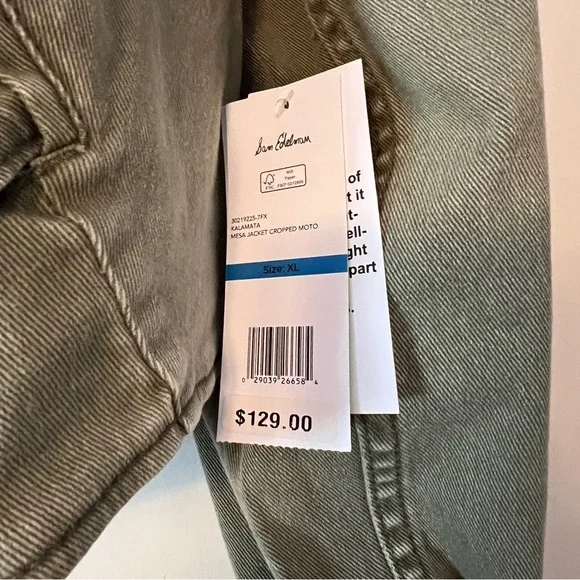 Sam Edelman
MIX
Paper
FSC
30219225-7FX
KALAMATA
MESA JACKET CROPPED MOTO
Size: XL
0 29039 26658 4
$129.00
of
t it
t-
ell-
ght
part